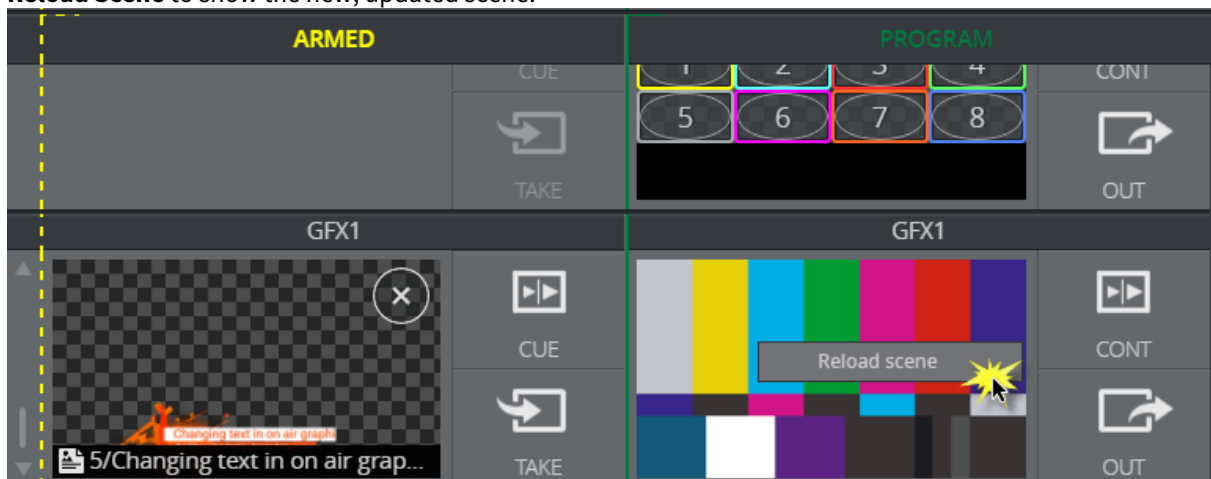 Reload Scene to show the new, updated scene.
ARMED
PROGRAM
CUE
1 2 3 4
CONT
5 6 7 8
TAKE
OUT
GFX1
GFX1
CUE
Reload scene
CONT
Changing text in on air graphi
5/Changing text in on air grap...
TAKE
OUT